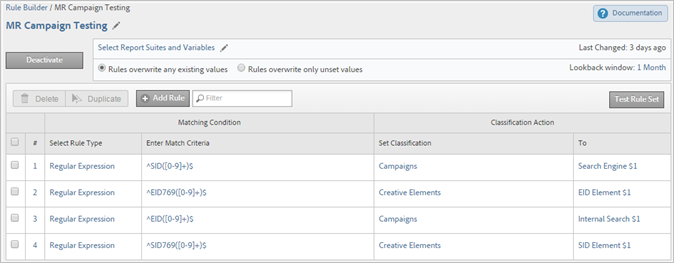 Rule Builder / MR Campaign Testing
Documentation
MR Campaign Testing
Deactivate
Select Report Suites and Variables
Last Changed: 3 days ago
Rules overwrite any existing values Rules overwrite only unset values
Lookback window: 1 Month
Delete Duplicate Add Rule Filter Test Rule Set
Matching Condition Classification Action
# Select Rule Type Enter Match Criteria Set Classification To
1 Regular Expression ^SID([0-9]+)$ Campaigns Search Engine $1
2 Regular Expression ^EID769([0-9]+)$ Creative Elements EID Element $1
3 Regular Expression ^EID([0-9]+)$ Campaigns Internal Search $1
4 Regular Expression ^SID769([0-9]+)$ Creative Elements SID Element $1